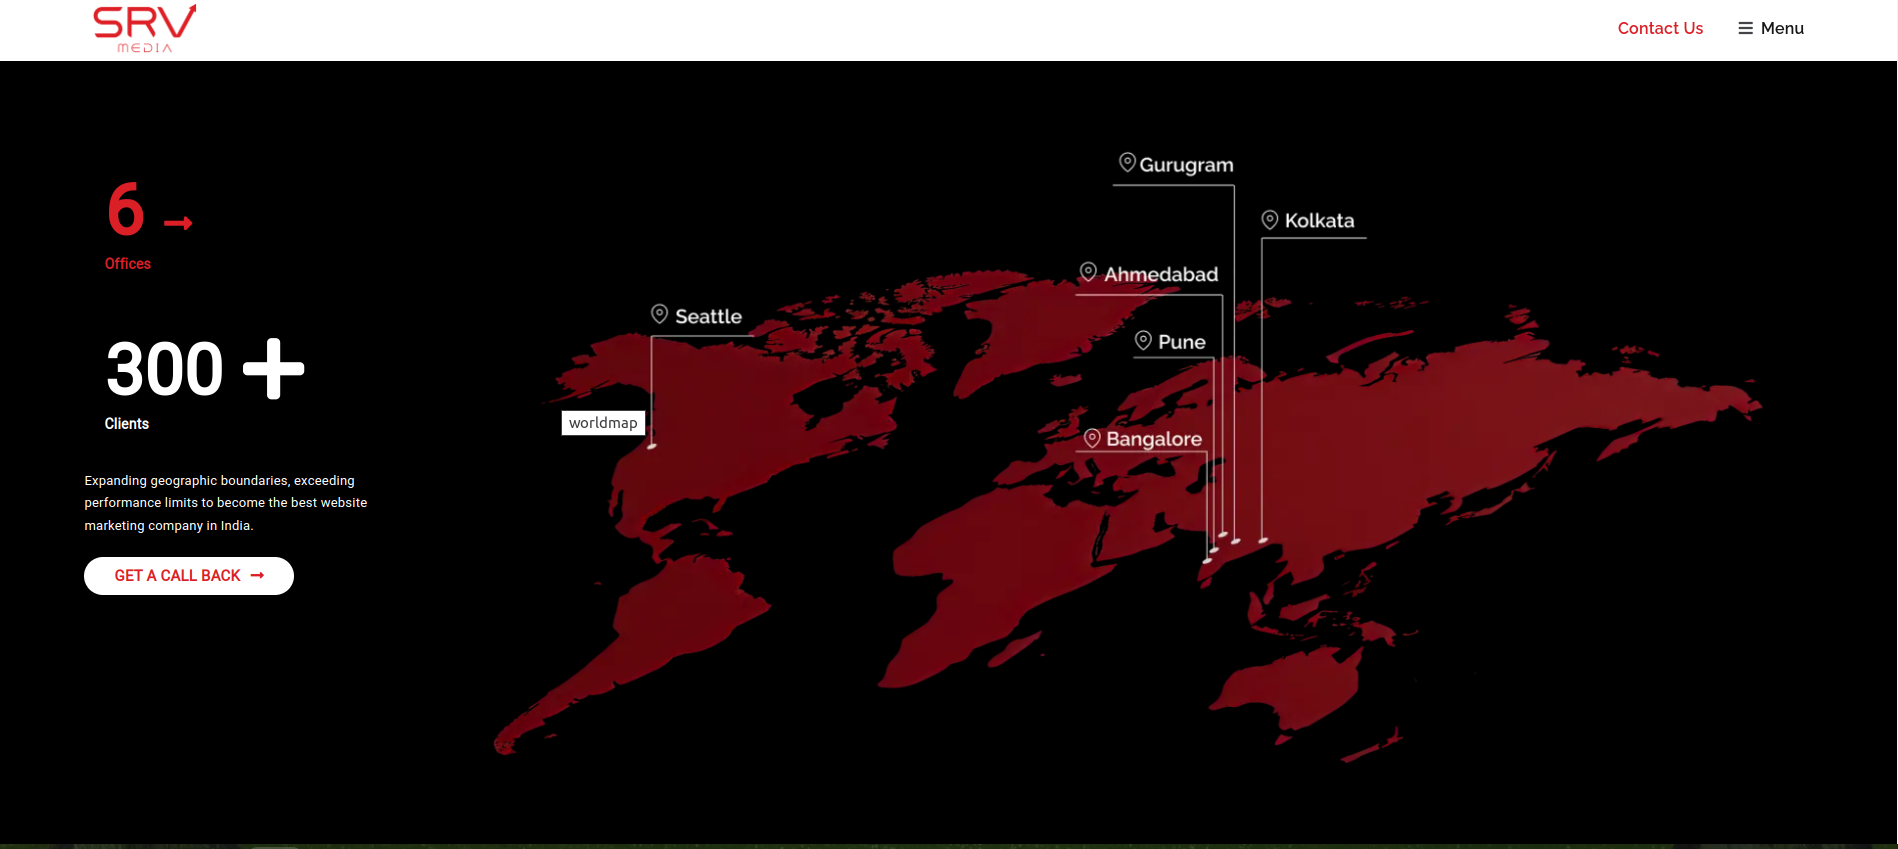 SRV
MEDIA
Contact Us
Menu
6
Offices
300 +
Clients
Expanding geographic boundaries, exceeding
performance limits to become the best website
marketing company in India.
GET A CALL BACK
Gurugram
Kolkata
Ahmedabad
Seattle
Pune
worldmap
Bangalore